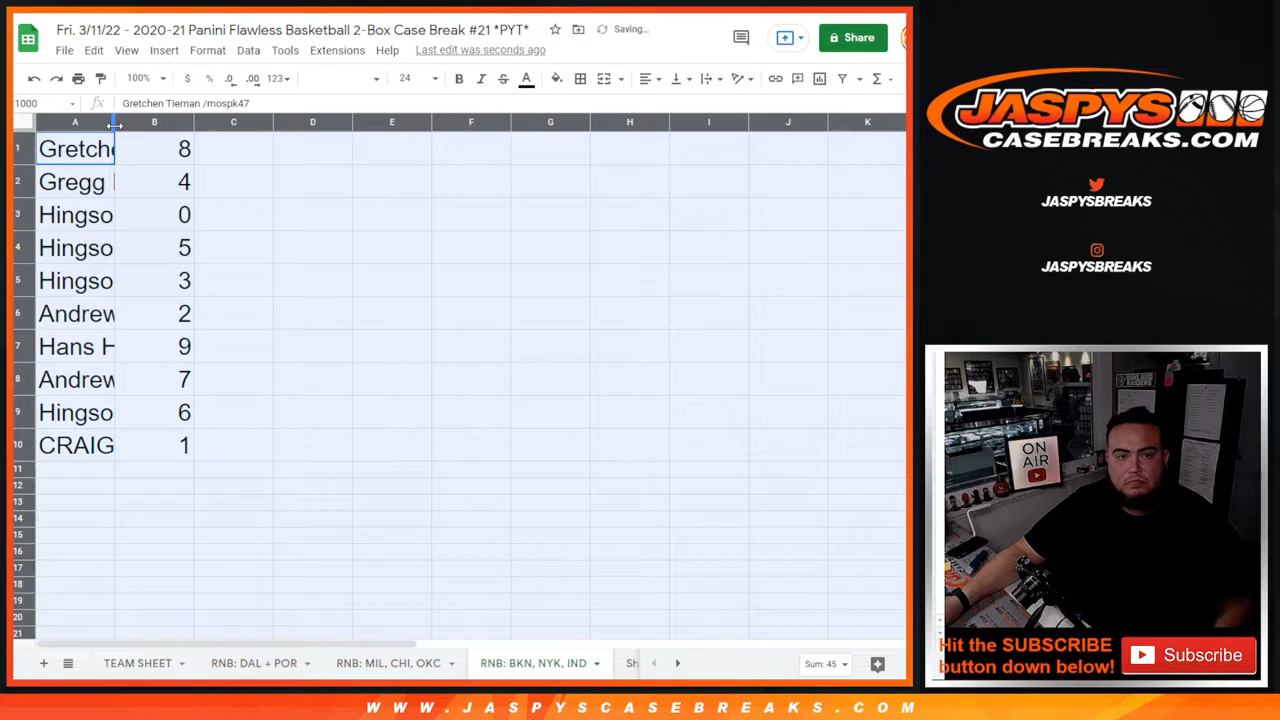 Fri. 3/11/22 - 2020-21 Panini Flawless Basketball 2-Box Case Break #21 *PYT*
Saving...
File Edit View Insert Format Data Tools Extensions Help Last edit was seconds ago
Share
100% $ % .0 .00 123 24 B I S A
1000 fx Gretchen Tiernan /mospk47
A B C D E F G H I J K
1 Gretche 8
2 Gregg 4
3 Hingso 0
4 Hingso 5
5 Hingso 3
6 Andrew 2
7 Hans H 9
8 Andrew 7
9 Hingso 6
10 CRAIG 1
11
12
13
14
15
16
17
18
19
20
21
TEAM SHEET RNB: DAL + POR RNB: MIL, CHI, OKC RNB: BKN, NYK, IND Sh Sum: 45
JASPYS
CASEBREAKS.COM
JASPYSBREAKS
JASPYSBREAKS
OAKLAND
RAIDERS
ON
AIR
Hit the SUBSCRIBE
button down below!
Subscribe
WWW.JASPYSCASEBREAKS.COM